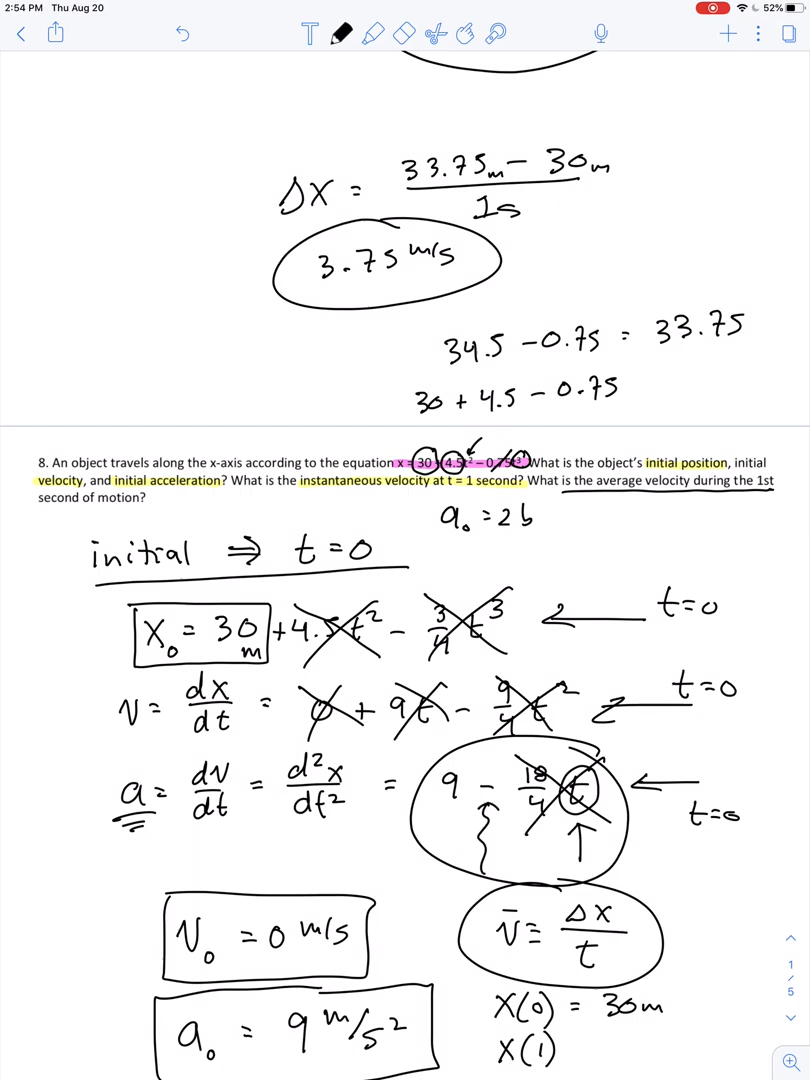 2:54 PM Thu Aug 20
52%
T
33.75m - 30m
ΔX = 
1s
3.75 m/s
34.5 - 0.75 = 33.75
30 + 4.5 - 0.75
8. An object travels along the x-axis according to the equation x = 30 + 4.5t² – 0.75t³. What is the object's initial position, initial
velocity, and initial acceleration? What is the instantaneous velocity at t = 1 second? What is the average velocity during the 1st
second of motion?
a₀ = 2b
initial ⇒ t = 0
X₀ = 30 m + 4.5t² - 3/4 t³ ← t=0
v = dx/dt = 0 + 9t - 9/4 t² ← t=0
a = dv/dt = d²x/dt² = 9 - 18/4 t ← t=0
V₀ = 0 m/s
v̄ = Δx/t
a₀ = 9 m/s²
X(0) = 30m
X(1)
1
/
5